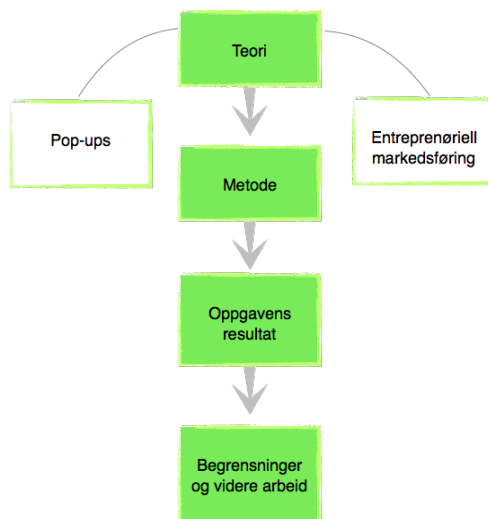 Teori
Pop-ups
Entreprenøriell
markedsføring
Metode
Oppgavens
resultat
Begrensninger
og videre arbeid